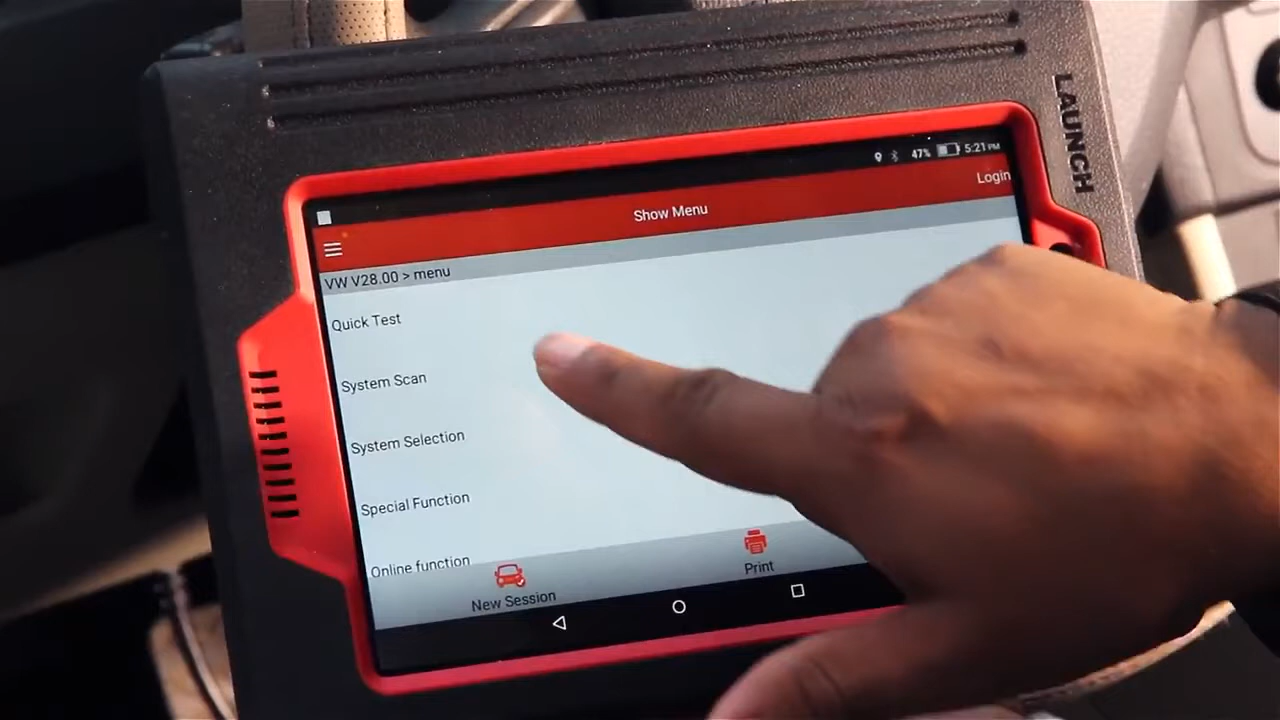 LAUNCH
47% 5:21 PM
Login
Show Menu
VW V28.00 > menu
Quick Test
System Scan
System Selection
Special Function
Online function
New Session
Print